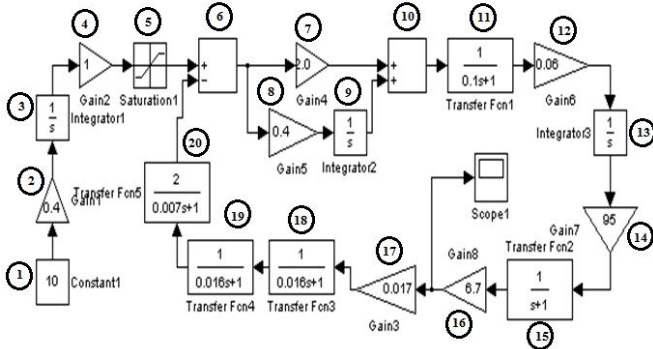 4
5
6
7
10
11
12
1
Gain2
Saturation1
+
−
2.0
Gain4
+
+
1
0.1s+1
Transfer Fcn1
0.06
Gain6
3
1
s
Integrator1
8
0.4
Gain5
9
1
s
Integrator2
Integrator3
1
s
13
2
0.4
Gain1
Transfer Fcn5
2
0.007s+1
20
Scope1
95
Gain7
14
1
10
Constant1
19
1
0.016s+1
Transfer Fcn4
18
1
0.016s+1
Transfer Fcn3
17
0.017
Gain3
Gain8
6.7
16
Transfer Fcn2
1
s+1
15